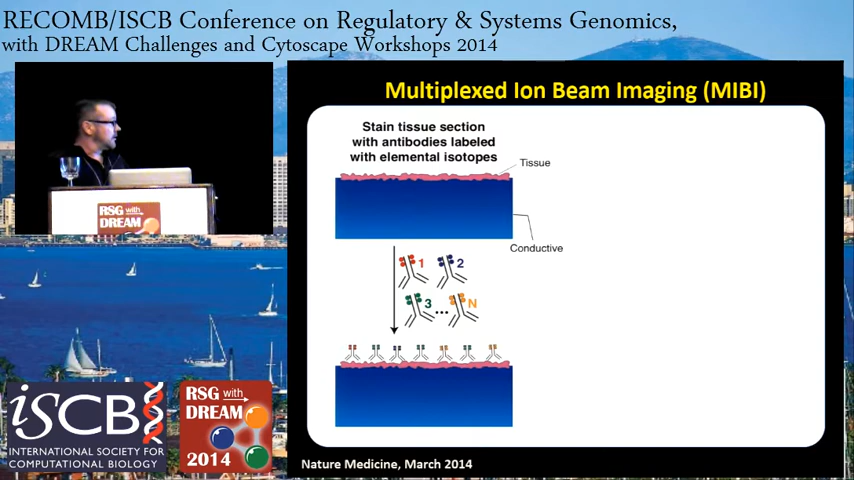 RECOMB/ISCB Conference on Regulatory & Systems Genomics,
with DREAM Challenges and Cytoscape Workshops 2014
Multiplexed Ion Beam Imaging (MIBI)
Stain tissue section
with antibodies labeled
with elemental isotopes
Tissue
Conductive
1
2
3
...
N
RSG with
DREAM
iSCB
INTERNATIONAL SOCIETY FOR
COMPUTATIONAL BIOLOGY
RSG with
DREAM
2014
Nature Medicine, March 2014